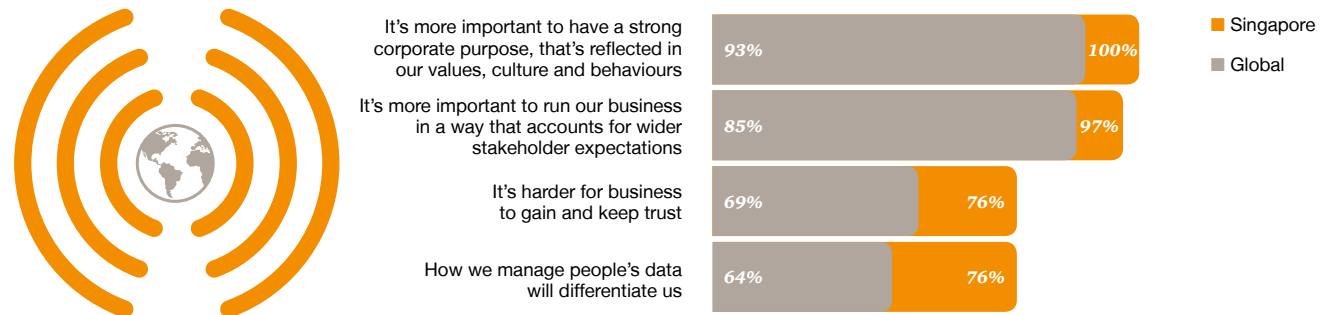 It's more important to have a strong
corporate purpose, that's reflected in
our values, culture and behaviours
93%
100%
It's more important to run our business
in a way that accounts for wider
stakeholder expectations
85%
97%
It's harder for business
to gain and keep trust
69%
76%
How we manage people's data
will differentiate us
64%
76%
Singapore
Global